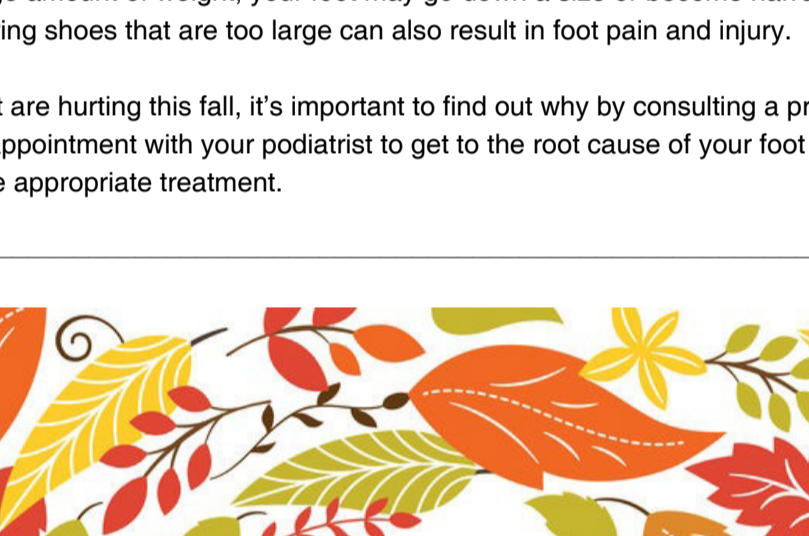 ing shoes that are too large can also result in foot pain and injury.
are hurting this fall, it’s important to find out why by consulting a pr
ppointment with your podiatrist to get to the root cause of your foot
e appropriate treatment.